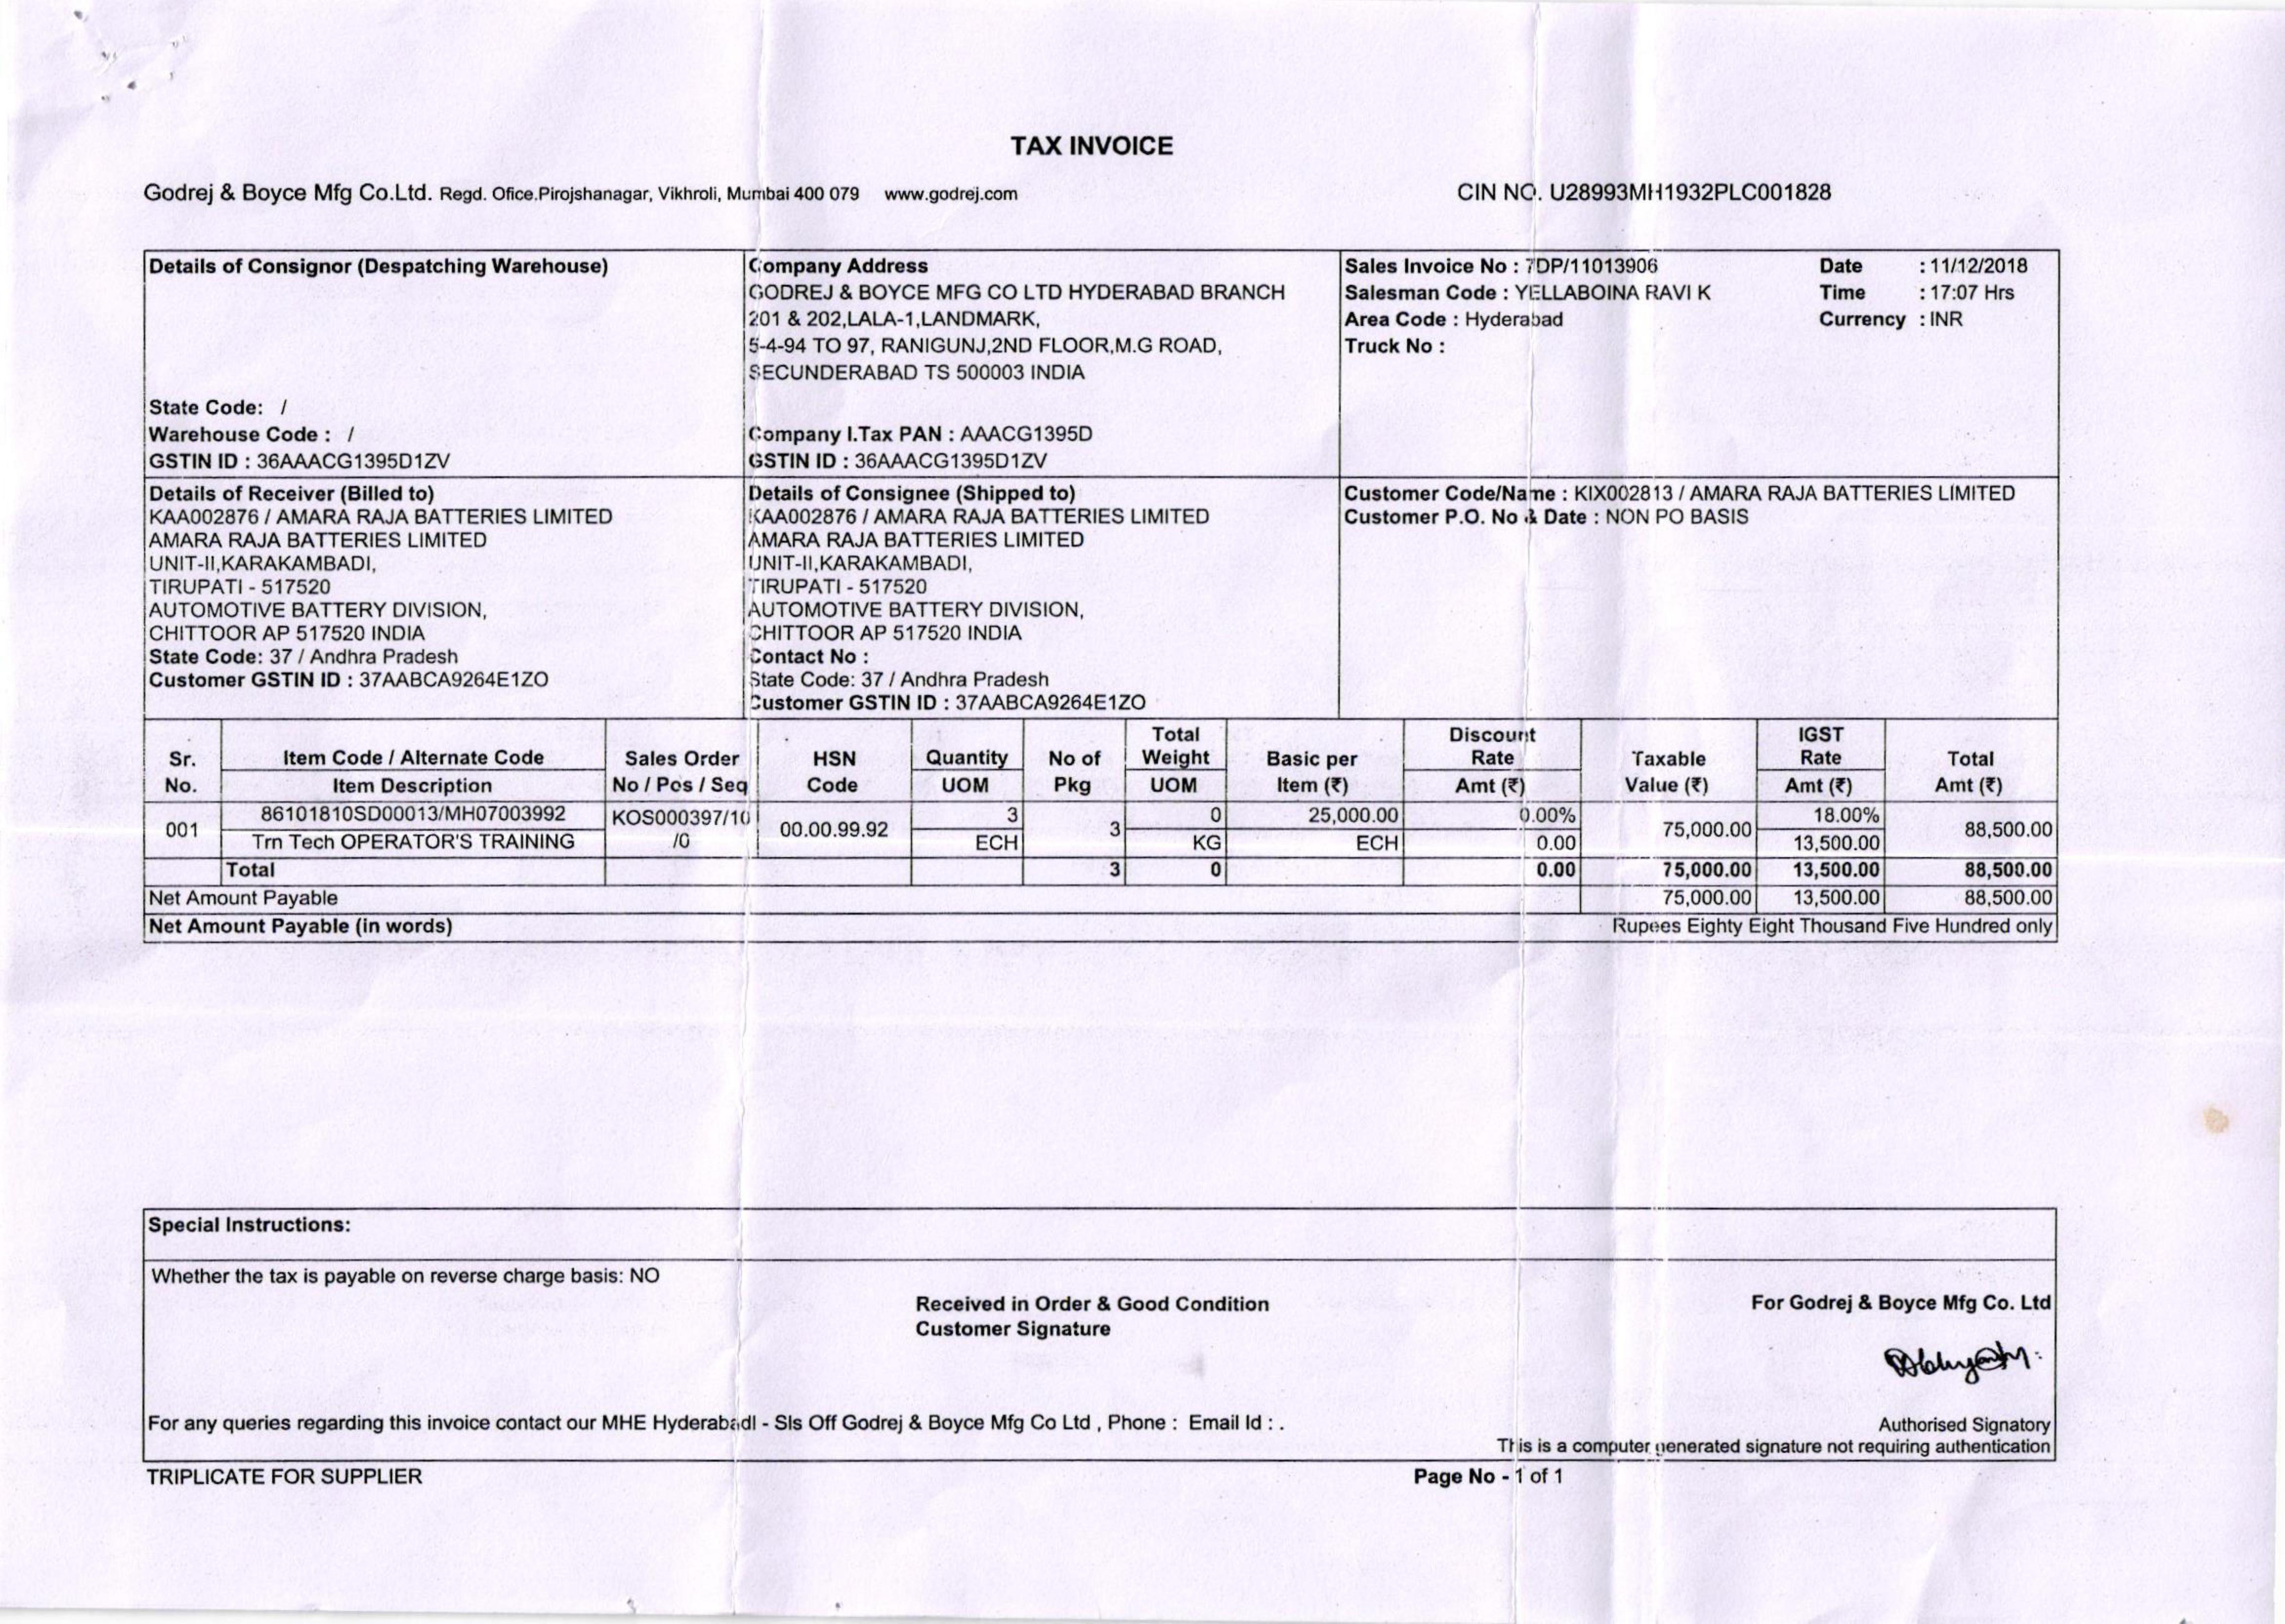 TAX INVOICE
Godrej & Boyce Mfg Co.Ltd. Regd. Ofice.Pirojshanagar, Vikhroli, Mumbai 400 079 www.godrej.com
CIN NO. U28993MH1932PLC001828
Details of Consignor (Despatching Warehouse)
State Code: /
Warehouse Code : /
GSTIN ID : 36AAACG1395D1ZV
Company Address
GODREJ & BOYCE MFG CO LTD HYDERABAD BRANCH
201 & 202,LALA-1,LANDMARK,
5-4-94 TO 97, RANIGUNJ,2ND FLOOR,M.G ROAD,
SECUNDERABAD TS 500003 INDIA
Company I.Tax PAN : AAACG1395D
GSTIN ID : 36AAACG1395D1ZV
Sales Invoice No : 7DP/11013906 Date : 11/12/2018
Salesman Code : YELLABOINA RAVI K Time : 17:07 Hrs
Area Code : Hyderabad Currency : INR
Truck No :
Details of Receiver (Billed to)
KAA002876 / AMARA RAJA BATTERIES LIMITED
AMARA RAJA BATTERIES LIMITED
UNIT-II,KARAKAMBADI,
TIRUPATI - 517520
AUTOMOTIVE BATTERY DIVISION,
CHITTOOR AP 517520 INDIA
State Code: 37 / Andhra Pradesh
Customer GSTIN ID : 37AABCA9264E1ZO
Details of Consignee (Shipped to)
KAA002876 / AMARA RAJA BATTERIES LIMITED
AMARA RAJA BATTERIES LIMITED
UNIT-II,KARAKAMBADI,
TIRUPATI - 517520
AUTOMOTIVE BATTERY DIVISION,
CHITTOOR AP 517520 INDIA
Contact No :
State Code: 37 / Andhra Pradesh
Customer GSTIN ID : 37AABCA9264E1ZO
Customer Code/Name : KIX002813 / AMARA RAJA BATTERIES LIMITED
Customer P.O. No & Date : NON PO BASIS
Sr. No. Item Code / Alternate Code Item Description Sales Order No / Pos / Seq HSN Code Quantity UOM No of Pkg Total Weight UOM Basic per Item (₹) Discount Rate Amt (₹) Taxable Value (₹) IGST Rate Amt (₹) Total Amt (₹)
001 86101810SD00013/MH07003992 KOS000397/10 00.00.99.92 3 3 0 25,000.00 0.00% 75,000.00 18.00% 88,500.00
Trn Tech OPERATOR'S TRAINING /0 ECH KG ECH 0.00 13,500.00
Total 3 0 0.00 75,000.00 13,500.00 88,500.00
Net Amount Payable 75,000.00 13,500.00 88,500.00
Net Amount Payable (in words) Rupees Eighty Eight Thousand Five Hundred only
Special Instructions:
Whether the tax is payable on reverse charge basis: NO
Received in Order & Good Condition
Customer Signature
For Godrej & Boyce Mfg Co. Ltd
For any queries regarding this invoice contact our MHE HyderabadI - Sls Off Godrej & Boyce Mfg Co Ltd , Phone : Email Id : .
Authorised Signatory
This is a computer generated signature not requiring authentication
TRIPLICATE FOR SUPPLIER
Page No - 1 of 1